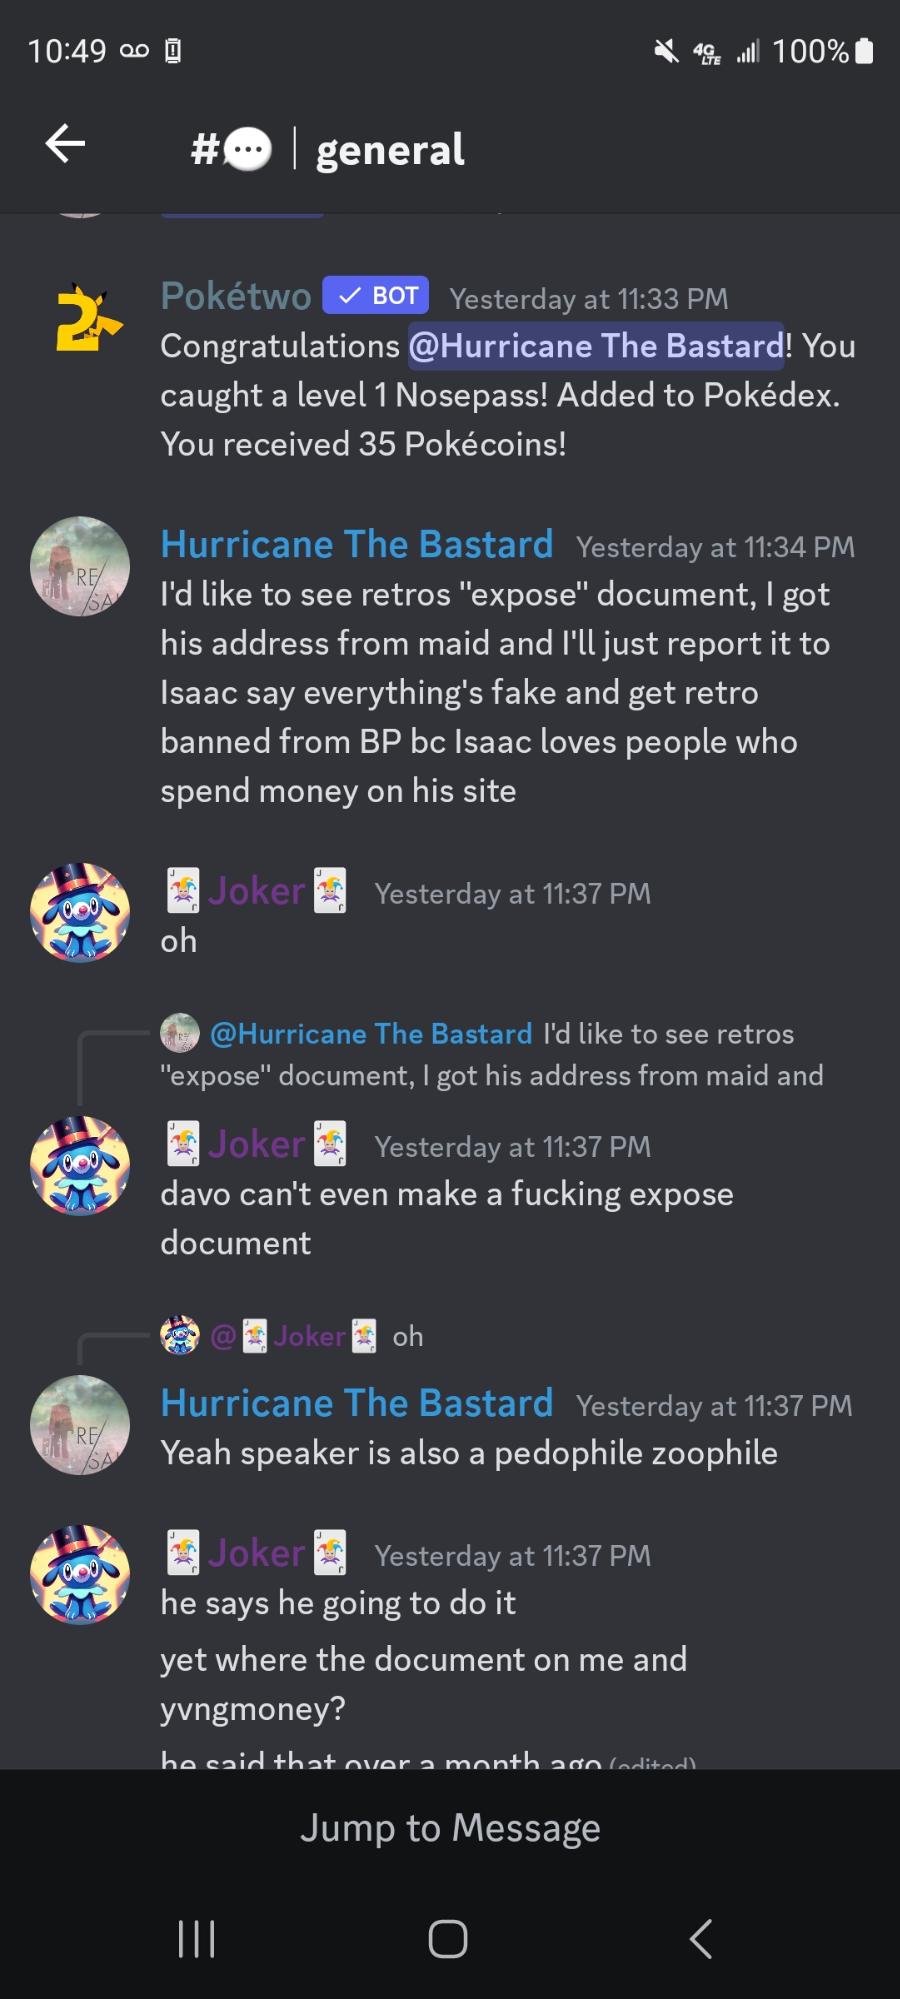 10:49 4G LTE 100%
# | general
2
Pokétwo ✓ BOT Yesterday at 11:33 PM
Congratulations @Hurricane The Bastard! You
caught a level 1 Nosepass! Added to Pokédex.
You received 35 Pokécoins!
Hurricane The Bastard Yesterday at 11:34 PM
RE/
SA
I'd like to see retros "expose" document, I got
his address from maid and I'll just report it to
Isaac say everything's fake and get retro
banned from BP bc Isaac loves people who
spend money on his site
🃏Joker🃏 Yesterday at 11:37 PM
oh
@Hurricane The Bastard I'd like to see retros
"expose" document, I got his address from maid and
🃏Joker🃏 Yesterday at 11:37 PM
davo can't even make a fucking expose
document
@🃏Joker🃏 oh
Hurricane The Bastard Yesterday at 11:37 PM
RE/
SA
Yeah speaker is also a pedophile zoophile
🃏Joker🃏 Yesterday at 11:37 PM
he says he going to do it
yet where the document on me and
yvngmoney?
he said that over a month ago (edited)
Jump to Message